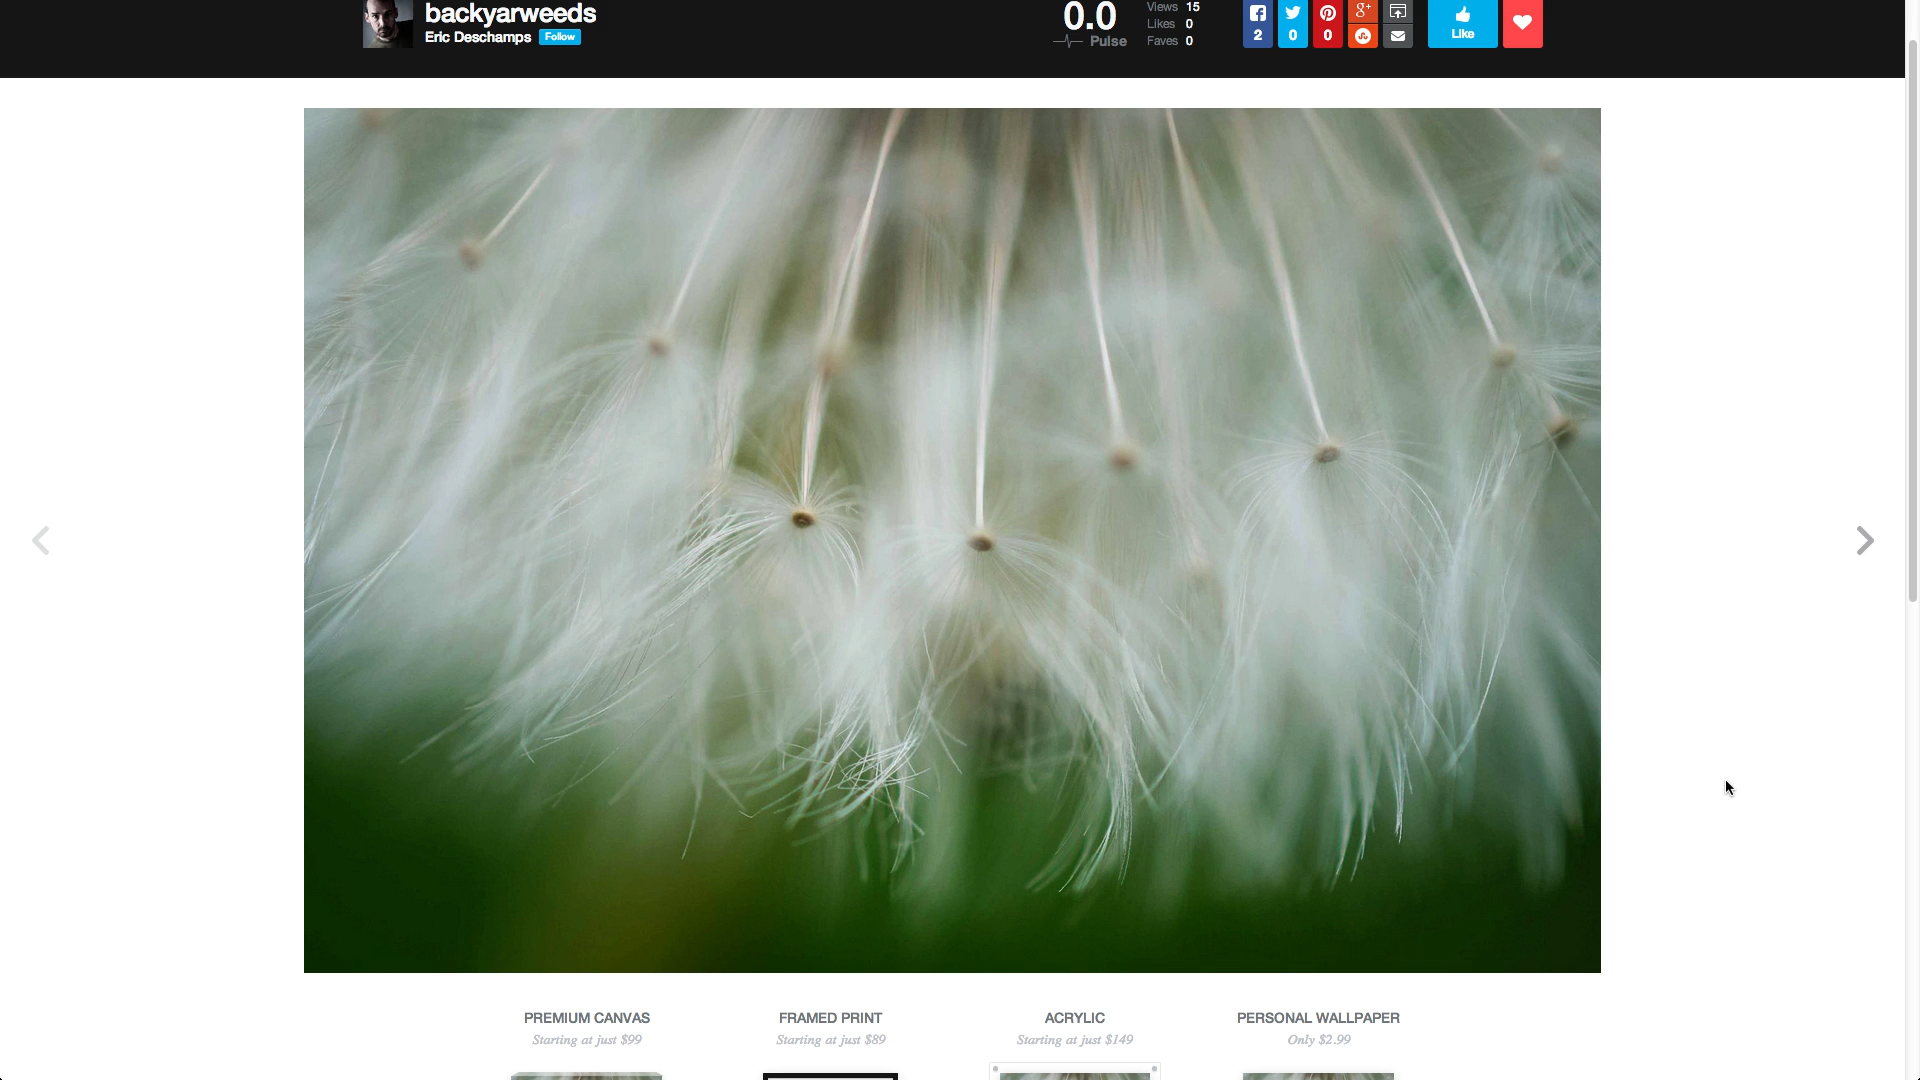 backyarweeds
Eric Deschamps Follow
0.0
Pulse
Views 15
Likes 0
Faves 0
2
0
0
g+
Like
PREMIUM CANVAS
Starting at just $99
FRAMED PRINT
Starting at just $89
ACRYLIC
Starting at just $149
PERSONAL WALLPAPER
Only $2.99